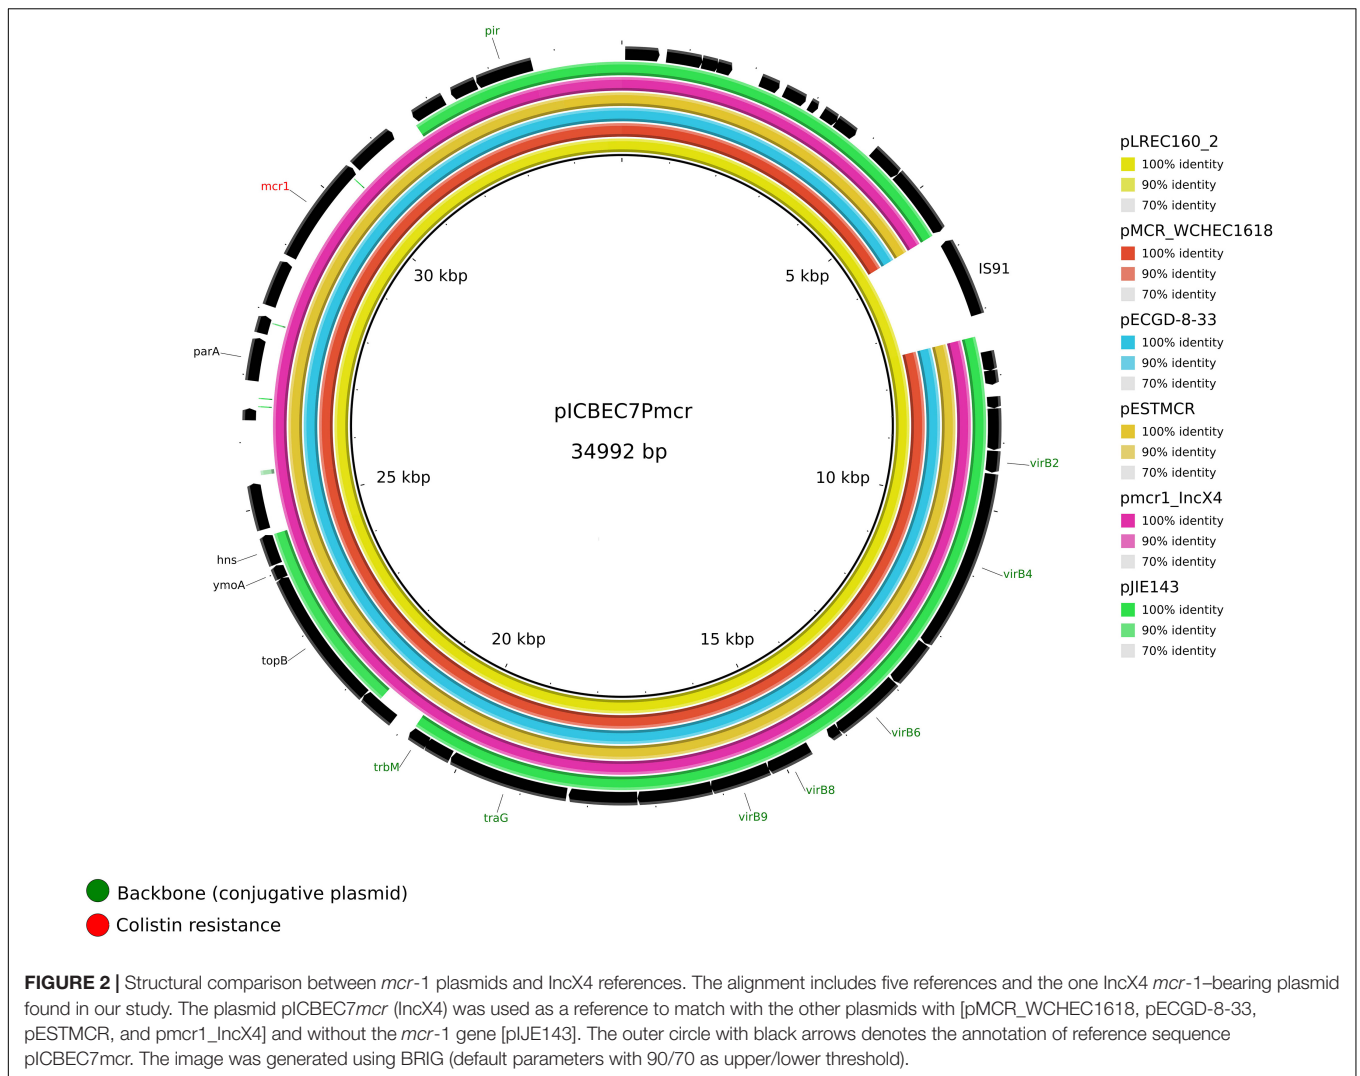 pir
mcr1
IS91
30 kbp
5 kbp
parA
pICBEC7Pmcr
34992 bp
25 kbp
10 kbp
virB2
hns
ymoA
virB4
topB
20 kbp
15 kbp
virB6
trbM
virB8
traG
virB9
pLREC160_2
100% identity
90% identity
70% identity
pMCR_WCHEC1618
100% identity
90% identity
70% identity
pECGD-8-33
100% identity
90% identity
70% identity
pESTMCR
100% identity
90% identity
70% identity
pmcr1_IncX4
100% identity
90% identity
70% identity
pJIE143
100% identity
90% identity
70% identity
Backbone (conjugative plasmid)
Colistin resistance
FIGURE 2 | Structural comparison between mcr-1 plasmids and IncX4 references. The alignment includes five references and the one IncX4 mcr-1–bearing plasmid
found in our study. The plasmid pICBEC7mcr (IncX4) was used as a reference to match with the other plasmids with [pMCR_WCHEC1618, pECGD-8-33,
pESTMCR, and pmcr1_IncX4] and without the mcr-1 gene [pIJE143]. The outer circle with black arrows denotes the annotation of reference sequence
pICBEC7mcr. The image was generated using BRIG (default parameters with 90/70 as upper/lower threshold).